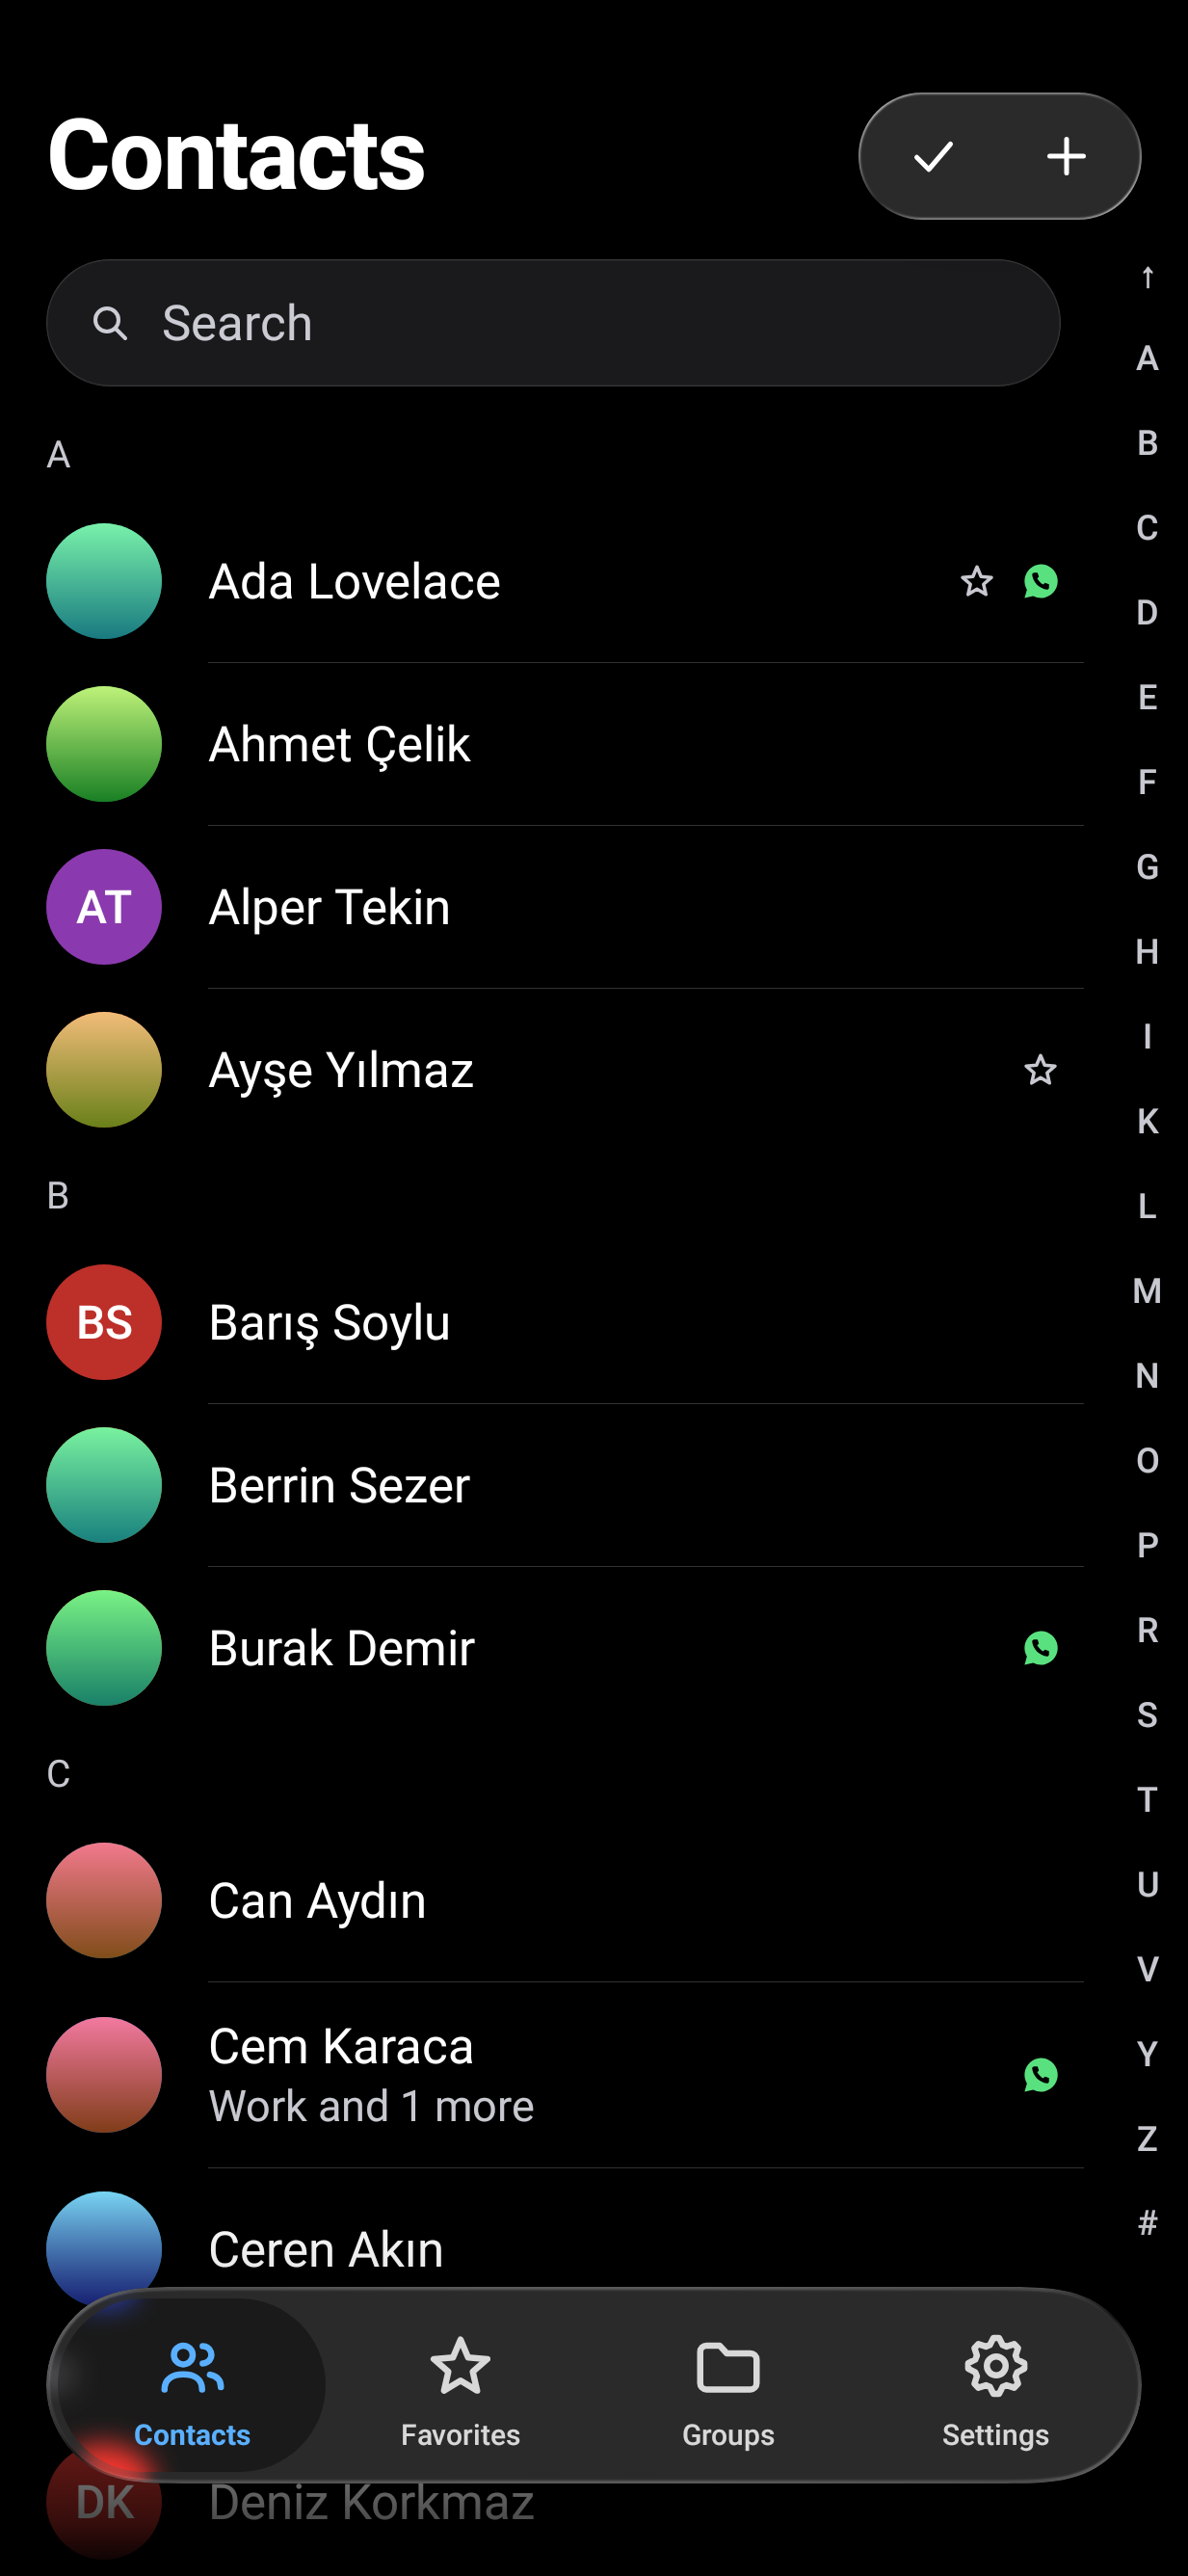 Contacts
Search
A
Ada Lovelace
Ahmet Çelik
AT
Alper Tekin
Ayşe Yılmaz
B
BS
Barış Soylu
Berrin Sezer
Burak Demir
C
Can Aydın
Cem Karaca
Work and 1 more
Ceren Akın
Contacts
Favorites
Groups
Settings
DK
Deniz Korkmaz
↑
A
B
C
D
E
F
G
H
I
K
L
M
N
O
P
R
S
T
U
V
Y
Z
#